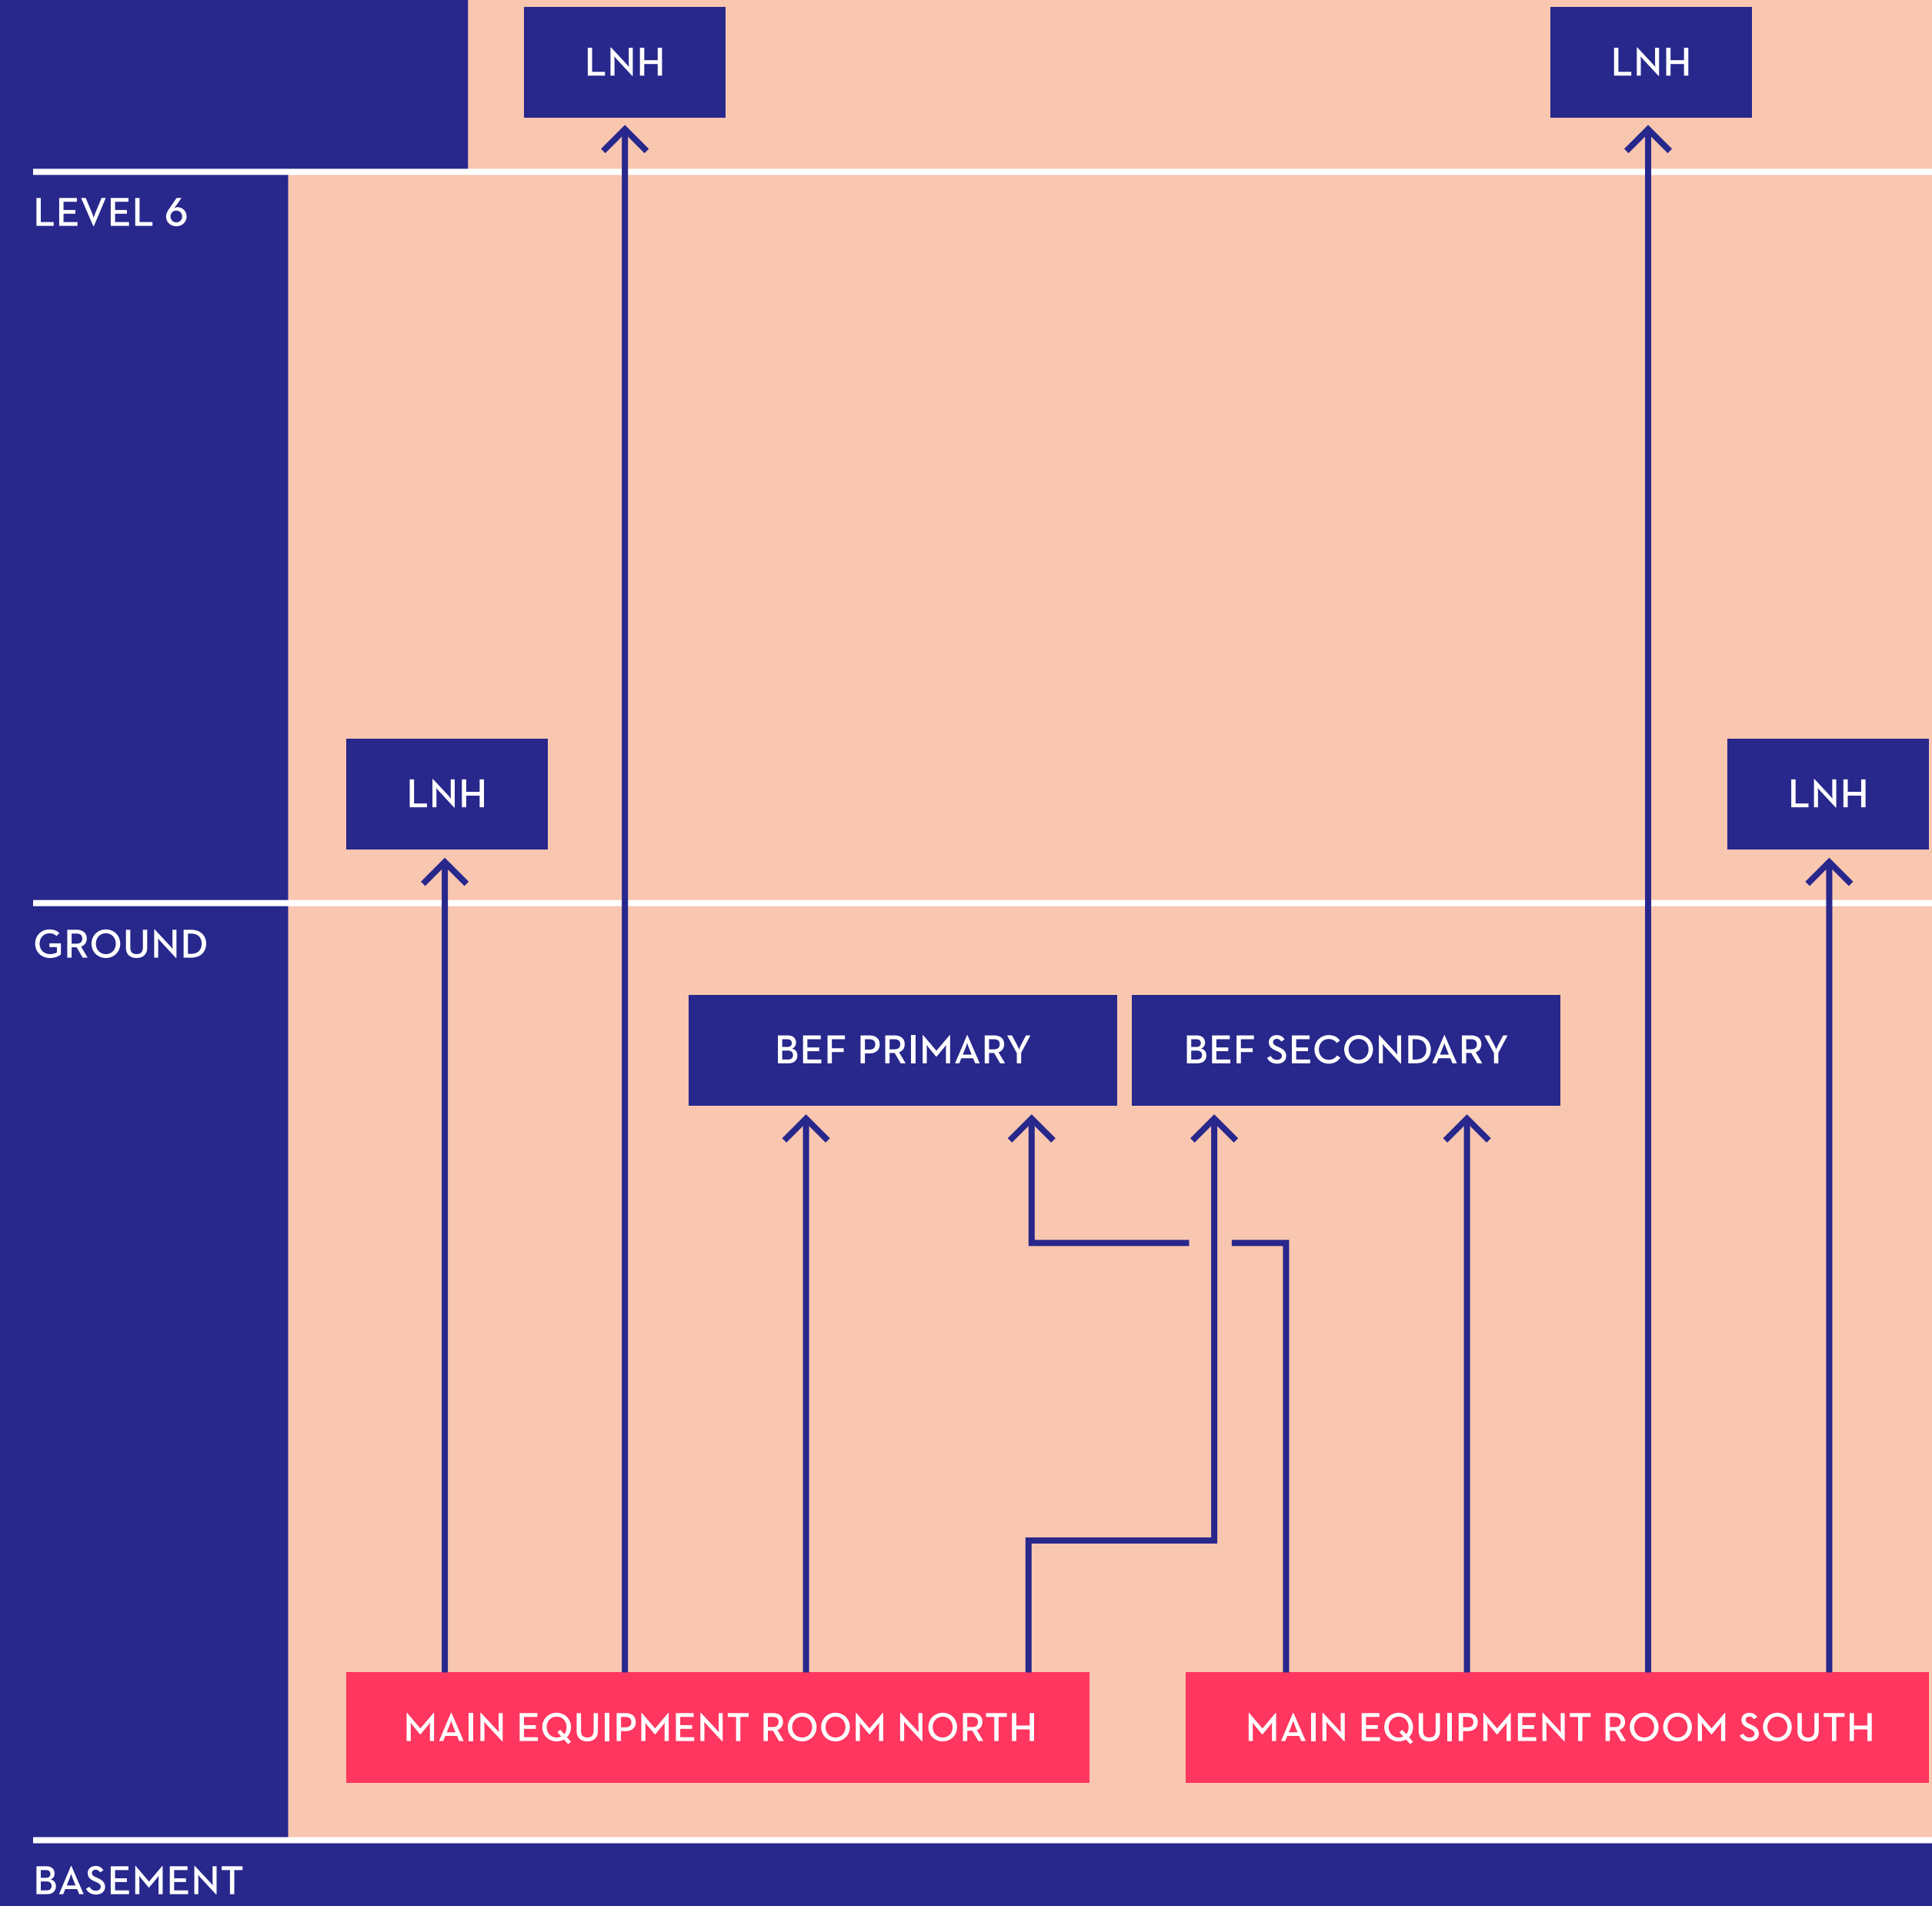 LNH
LNH
LEVEL 6
LNH
LNH
GROUND
BEF PRIMARY
BEF SECONDARY
MAIN EQUIPMENT ROOM NORTH
MAIN EQUIPMENT ROOM SOUTH
BASEMENT